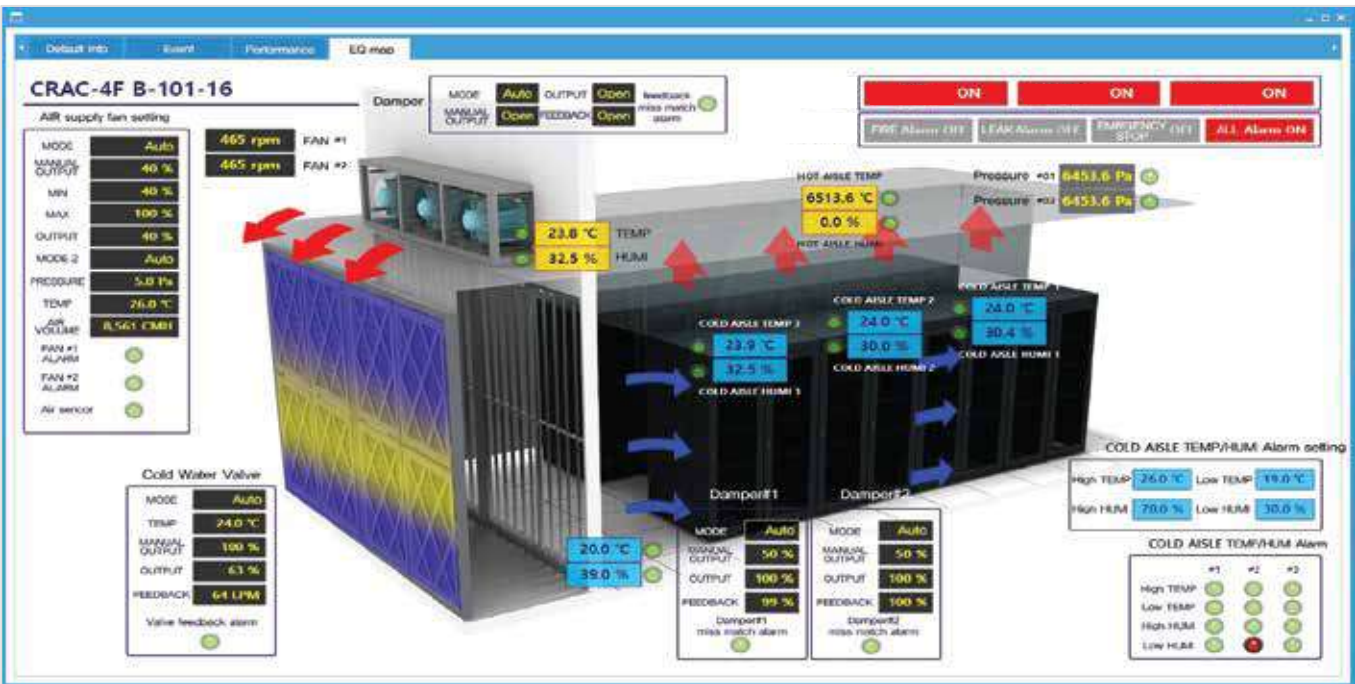 Default Info
Event
Performance
EQ map
CRAC-4F B-101-16
AIR supply fan setting
MODE Auto
MANUAL OUTPUT 40 %
MIN 40 %
MAX 100 %
OUTPUT 40 %
MODE 2 Auto
PRESSURE 5.0 Pa
TEMP 26.0 ℃
AIR VOLUME 8,561 CMH
FAN #1 ALARM
FAN #2 ALARM
Air sencor
465 rpm FAN #1
465 rpm FAN #2
Damper
MODE Auto OUTPUT Open
MANUAL OUTPUT Open FEEDBACK Open
feedback miss match alarm
ON
ON
ON
FIRE Alarm OFF
LEAK Alarm OFF
EMERGENCY STOP OFF
ALL Alarm ON
23.8 ℃ TEMP
32.5 % HUMI
HOT AISLE TEMP
6513.6 ℃
0.0 %
HOT AISLE HUMI
Pressure #01 6453.6 Pa
Pressure #02 6453.6 Pa
COLD AISLE TEMP 3
23.9 ℃
32.5 %
COLD AISLE HUMI 3
COLD AISLE TEMP 2
24.0 ℃
30.0 %
COLD AISLE HUMI 2
COLD AISLE TEMP 1
24.0 ℃
30.4 %
COLD AISLE HUMI 1
Cold Water Valve
MODE Auto
TEMP 24.0 ℃
MANUAL OUTPUT 100 %
OUTPUT 63 %
FEEDBACK 64 LPM
Valve feedback alarm
20.0 ℃
39.0 %
Damper#1
MODE Auto
MANUAL OUTPUT 50 %
OUTPUT 100 %
FEEDBACK 99 %
Damper#1
miss match alarm
Damper#2
MODE Auto
MANUAL OUTPUT 50 %
OUTPUT 100 %
FEEDBACK 100 %
Damper#2
miss match alarm
COLD AISLE TEMP/HUMI Alarm setting
High TEMP 26.0 ℃ Low TEMP 19.0 ℃
High HUMI 70.0 % Low HUMI 30.0 %
COLD AISLE TEMP/HUM Alarm
#1 #2 #3
High TEMP
Low TEMP
High HUMI
Low HUMI